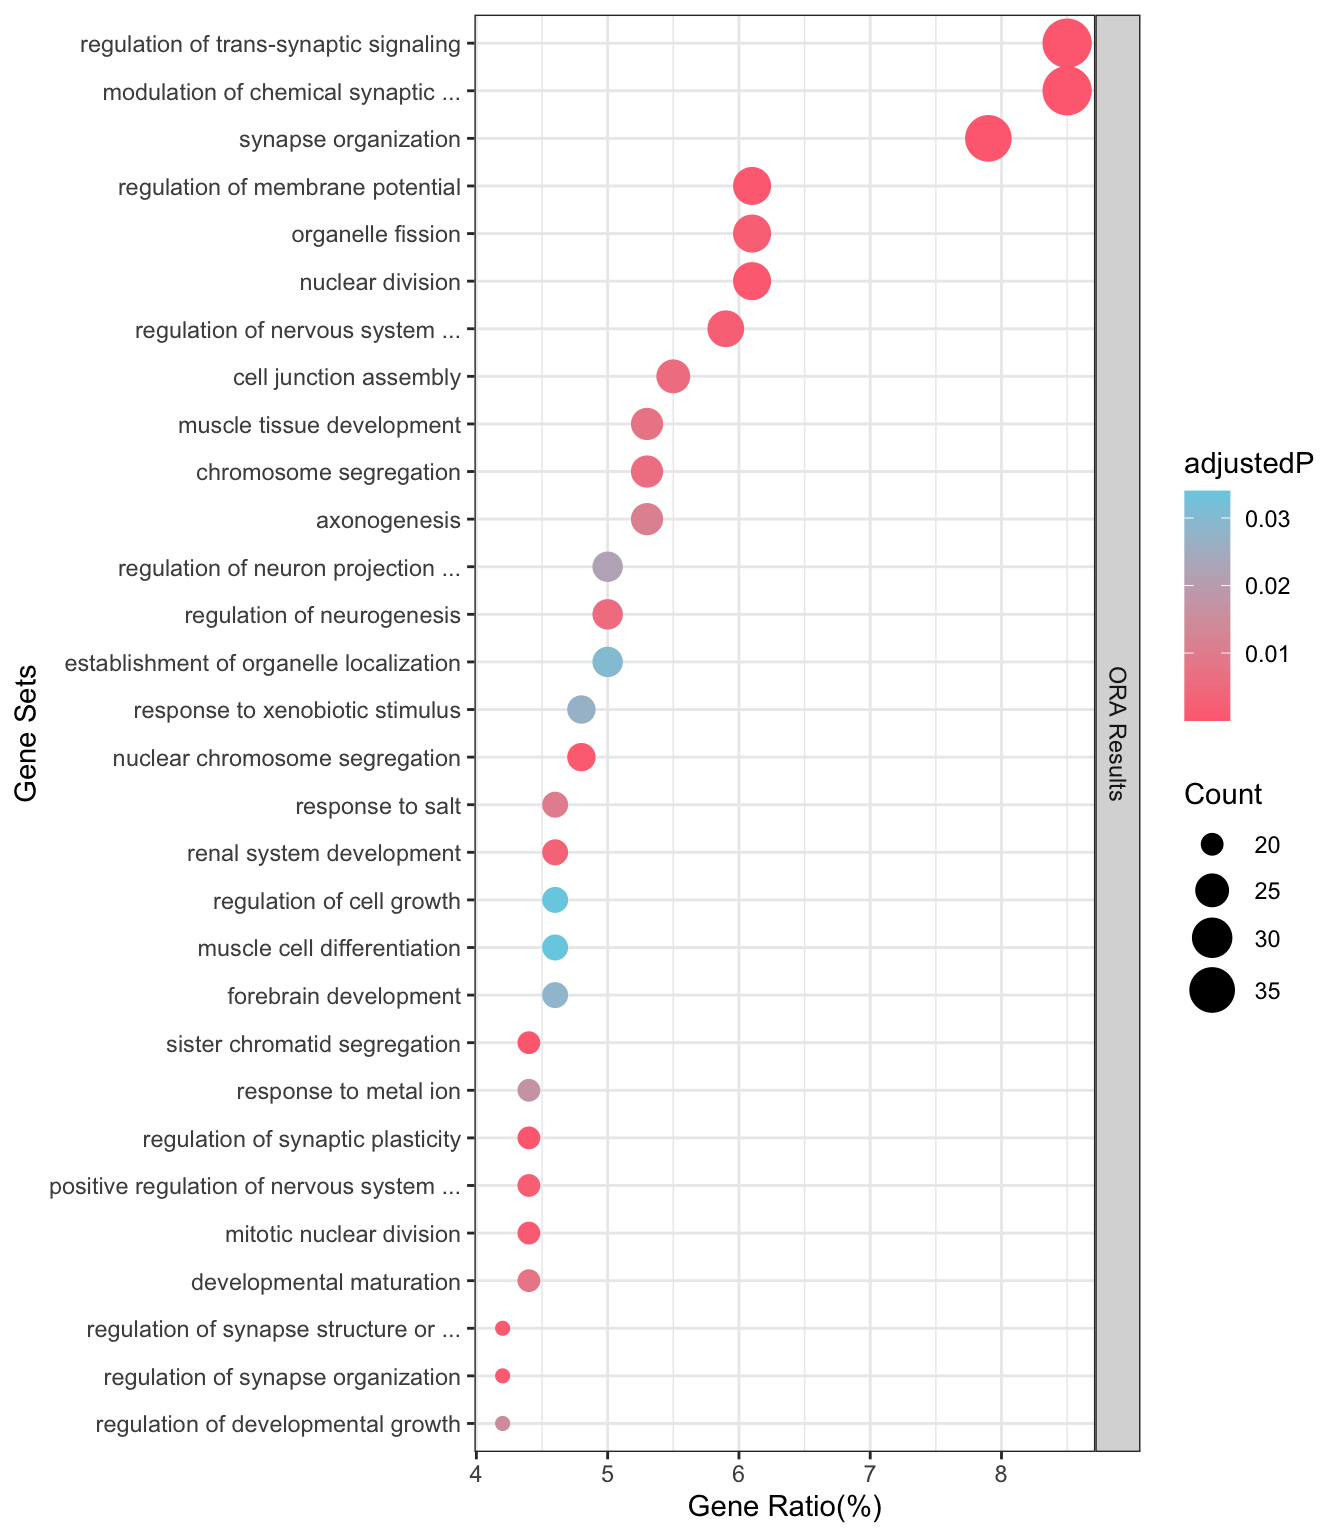 regulation of trans-synaptic signaling
modulation of chemical synaptic ...
synapse organization
regulation of membrane potential
organelle fission
nuclear division
regulation of nervous system ...
cell junction assembly
muscle tissue development
chromosome segregation
axonogenesis
regulation of neuron projection ...
regulation of neurogenesis
establishment of organelle localization
response to xenobiotic stimulus
nuclear chromosome segregation
response to salt
renal system development
regulation of cell growth
muscle cell differentiation
forebrain development
sister chromatid segregation
response to metal ion
regulation of synaptic plasticity
positive regulation of nervous system ...
mitotic nuclear division
developmental maturation
regulation of synapse structure or ...
regulation of synapse organization
regulation of developmental growth
Gene Sets
4 5 6 7 8
Gene Ratio(%)
ORA Results
adjustedP
0.03
0.02
0.01
Count
20
25
30
35